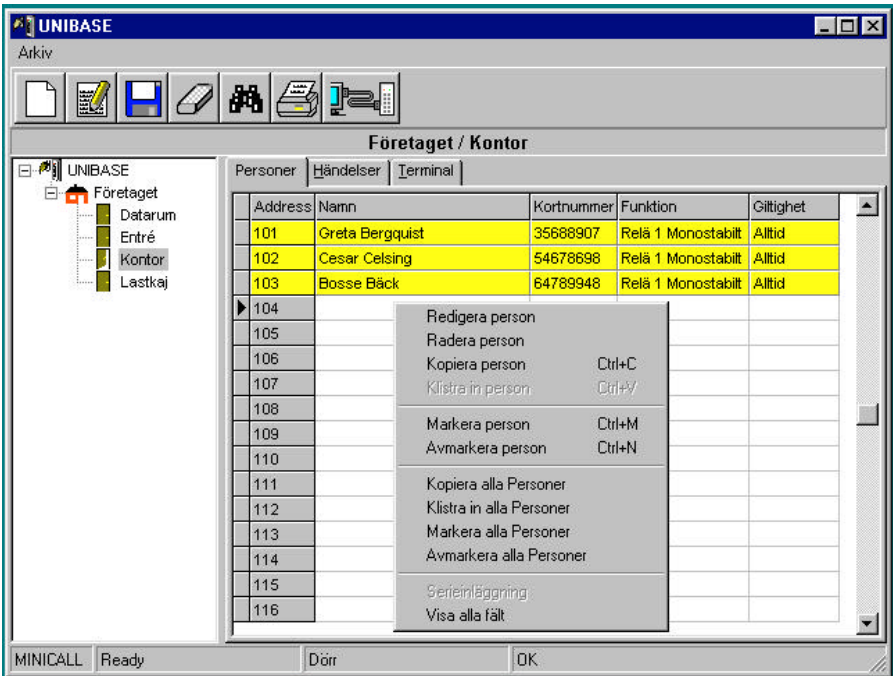 UNIBASE
Arkiv
Företaget / Kontor
UNIBASE
Företaget
Datarum
Entré
Kontor
Lastkaj
Personer Händelser Terminal
Address Namn Kortnummer Funktion Giltighet
101 Greta Bergquist 35688907 Relä 1 Monostabilt Alltid
102 Cesar Celsing 54678698 Relä 1 Monostabilt Alltid
103 Bosse Bäck 64789948 Relä 1 Monostabilt Alltid
104
105
106
107
108
109
110
111
112
113
114
115
116
Redigera person
Radera person
Kopiera person Ctrl+C
Klistra in person Ctrl+V
Markera person Ctrl+M
Avmarkera person Ctrl+N
Kopiera alla Personer
Klistra in alla Personer
Markera alla Personer
Avmarkera alla Personer
Serieinläggning
Visa alla fält
MINICALL Ready Dörr OK